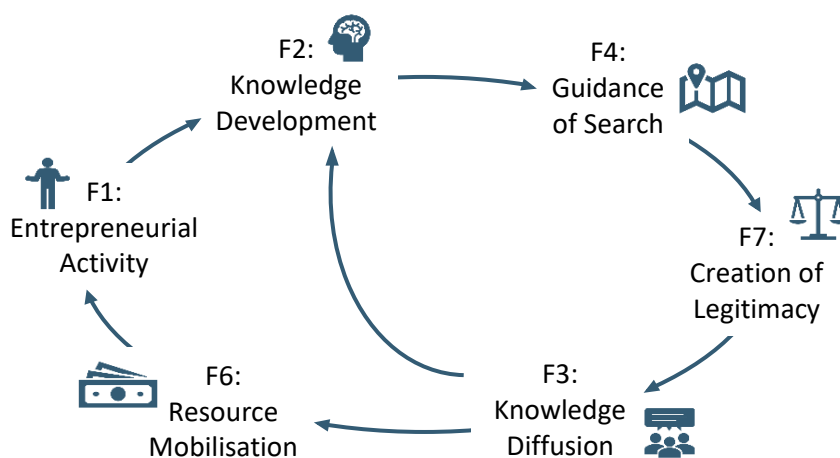 F2:
Knowledge
Development
F4:
Guidance
of Search
F1:
Entrepreneurial
Activity
F7:
Creation of
Legitimacy
F6:
Resource
Mobilisation
F3:
Knowledge
Diffusion